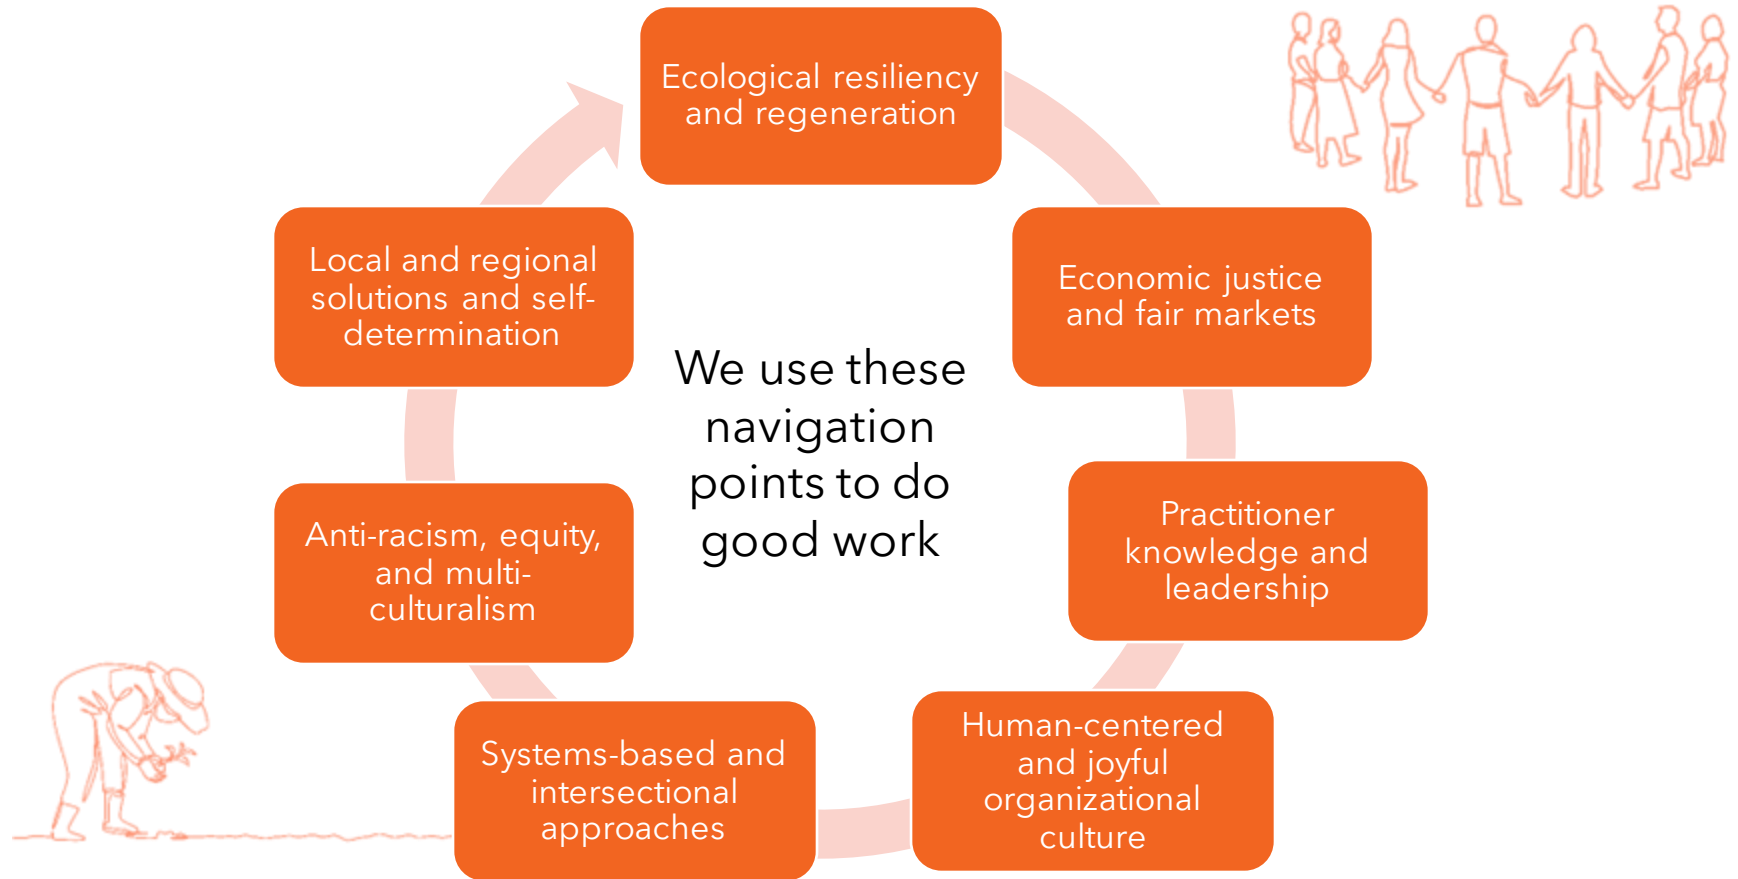 Ecological resiliency
and regeneration
Economic justice
and fair markets
Practitioner
knowledge and
leadership
Human-centered
and joyful
organizational
culture
Systems-based and
intersectional
approaches
Anti-racism, equity,
and multi-
culturalism
Local and regional
solutions and self-
determination
We use these
navigation
points to do
good work